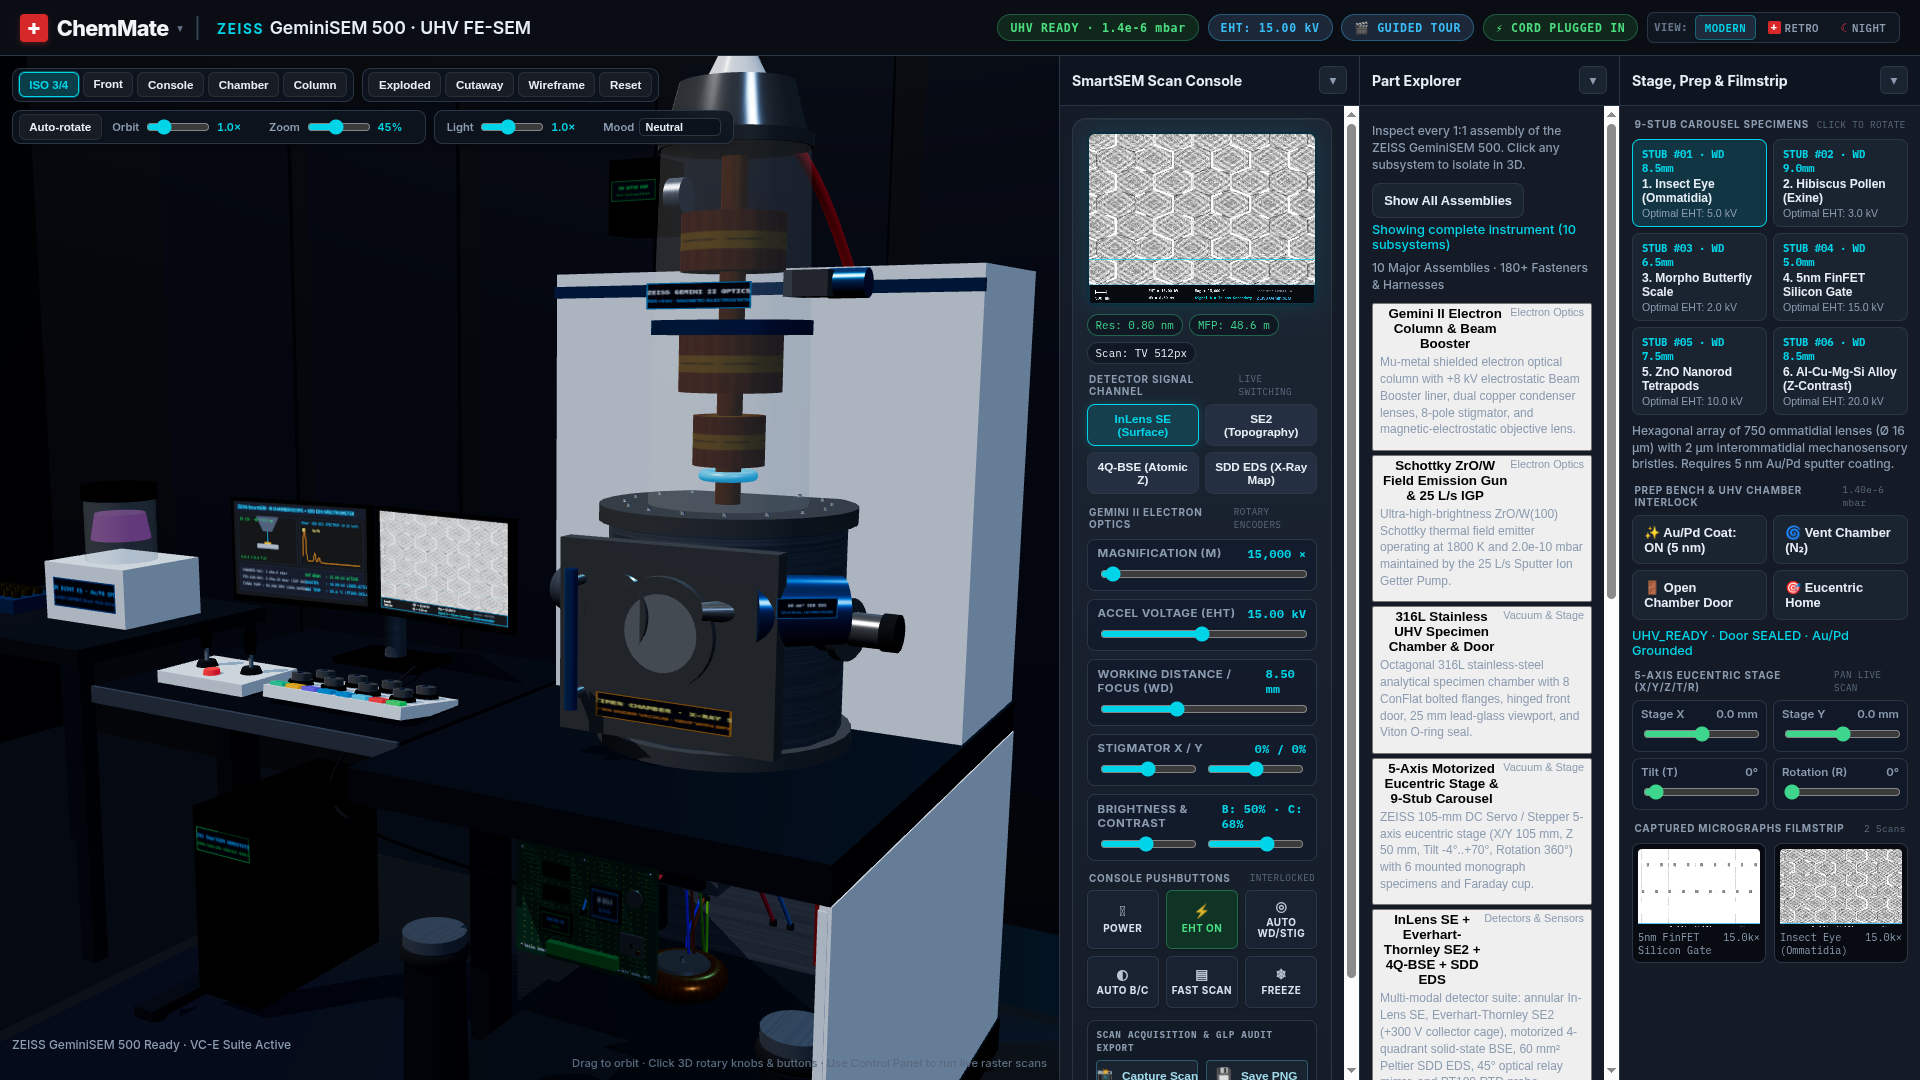 ChemMate
ZEISS GeminiSEM 500 · UHV FE-SEM
UHV READY · 1.4e-6 mbar
EHT: 15.00 kV
GUIDED TOUR
CORD PLUGGED IN
VIEW: MODERN RETRO NIGHT
ISO 3/4 Front Console Chamber Column
Exploded Cutaway Wireframe Reset
Auto-rotate Orbit 1.0× Zoom 45%
Light 1.0× Mood Neutral
ZEISS GEMINI II OPTICS
ZEISS GeminiSEM 500 Ready · VC-E Suite Active
Drag to orbit · Click 3D rotary knobs & buttons · Use Control Panel to run live raster scans
SmartSEM Scan Console
Res: 0.80 nm
MFP: 48.6 m
Scan: TV 512px
DETECTOR SIGNAL CHANNEL
LIVE SWITCHING
InLens SE (Surface)
SE2 (Topography)
4Q-BSE (Atomic Z)
SDD EDS (X-Ray Map)
GEMINI II ELECTRON OPTICS
ROTARY ENCODERS
MAGNIFICATION (M) 15,000 ×
ACCEL VOLTAGE (EHT) 15.00 kV
WORKING DISTANCE / FOCUS (WD) 8.50 mm
STIGMATOR X / Y 0% / 0%
BRIGHTNESS & CONTRAST B: 50% · C: 68%
CONSOLE PUSHBUTTONS INTERLOCKED
POWER
EHT ON
AUTO WD/STIG
AUTO B/C
FAST SCAN
FREEZE
SCAN ACQUISITION & GLP AUDIT EXPORT
Capture Scan
Save PNG
Part Explorer
Inspect every 1:1 assembly of the
ZEISS GeminiSEM 500. Click any
subsystem to isolate in 3D.
Show All Assemblies
Showing complete instrument (10
subsystems)
10 Major Assemblies · 180+ Fasteners
& Harnesses
Gemini II Electron Column & Beam Booster
Electron Optics
Mu-metal shielded electron optical
column with +8 kV electrostatic Beam
Booster liner, dual copper condenser
lenses, 8-pole stigmator, and
magnetic-electrostatic objective lens.
Schottky ZrO/W Field Emission Gun & 25 L/s IGP
Electron Optics
Ultra-high-brightness ZrO/W(100)
Schottky thermal field emitter
operating at 1800 K and 2.0e-10 mbar
maintained by the 25 L/s Sputter Ion
Getter Pump.
316L Stainless UHV Specimen Chamber & Door
Vacuum & Stage
Octagonal 316L stainless-steel
analytical specimen chamber with 8
ConFlat bolted flanges, hinged front
door, 25 mm lead-glass viewport, and
Viton O-ring seal.
5-Axis Motorized Eucentric Stage & 9-Stub Carousel
Vacuum & Stage
ZEISS 105-mm DC Servo / Stepper 5-
axis eucentric stage (X/Y 105 mm, Z
50 mm, Tilt -4°..+70°, Rotation 360°)
with 6 mounted monograph
specimens and Faraday cup.
InLens SE + Everhart-Thornley SE2 + 4Q-BSE + SDD EDS
Detectors & Sensors
Multi-modal detector suite: annular In-
Lens SE, Everhart-Thornley SE2
(+300 V collector cage), motorized 4-
quadrant solid-state BSE, 60 mm²
Peltier SDD EDS, 45° optical relay
Stage, Prep & Filmstrip
9-STUB CAROUSEL SPECIMENS CLICK TO ROTATE
STUB #01 · WD 8.5mm
1. Insect Eye (Ommatidia)
Optimal EHT: 5.0 kV
STUB #02 · WD 9.0mm
2. Hibiscus Pollen (Exine)
Optimal EHT: 3.0 kV
STUB #03 · WD 6.5mm
3. Morpho Butterfly Scale
Optimal EHT: 2.0 kV
STUB #04 · WD 5.0mm
4. 5nm FinFET Silicon Gate
Optimal EHT: 15.0 kV
STUB #05 · WD 7.5mm
5. ZnO Nanorod Tetrapods
Optimal EHT: 10.0 kV
STUB #06 · WD 8.5mm
6. Al-Cu-Mg-Si Alloy (Z-Contrast)
Optimal EHT: 20.0 kV
Hexagonal array of 750 ommatidial lenses (Ø 16
µm) with 2 µm interommatidial mechanosensory
bristles. Requires 5 nm Au/Pd sputter coating.
PREP BENCH & UHV CHAMBER INTERLOCK
1.40e-6 mbar
Au/Pd Coat: ON (5 nm)
Vent Chamber (N₂)
Open Chamber Door
Eucentric Home
UHV_READY · Door SEALED · Au/Pd
Grounded
5-AXIS EUCENTRIC STAGE (X/Y/Z/T/R)
PAN LIVE SCAN
Stage X 0.0 mm
Stage Y 0.0 mm
Tilt (T) 0°
Rotation (R) 0°
CAPTURED MICROGRAPHS FILMSTRIP 2 Scans
5nm FinFET Silicon Gate 15.0k×
Insect Eye (Ommatidia) 15.0k×